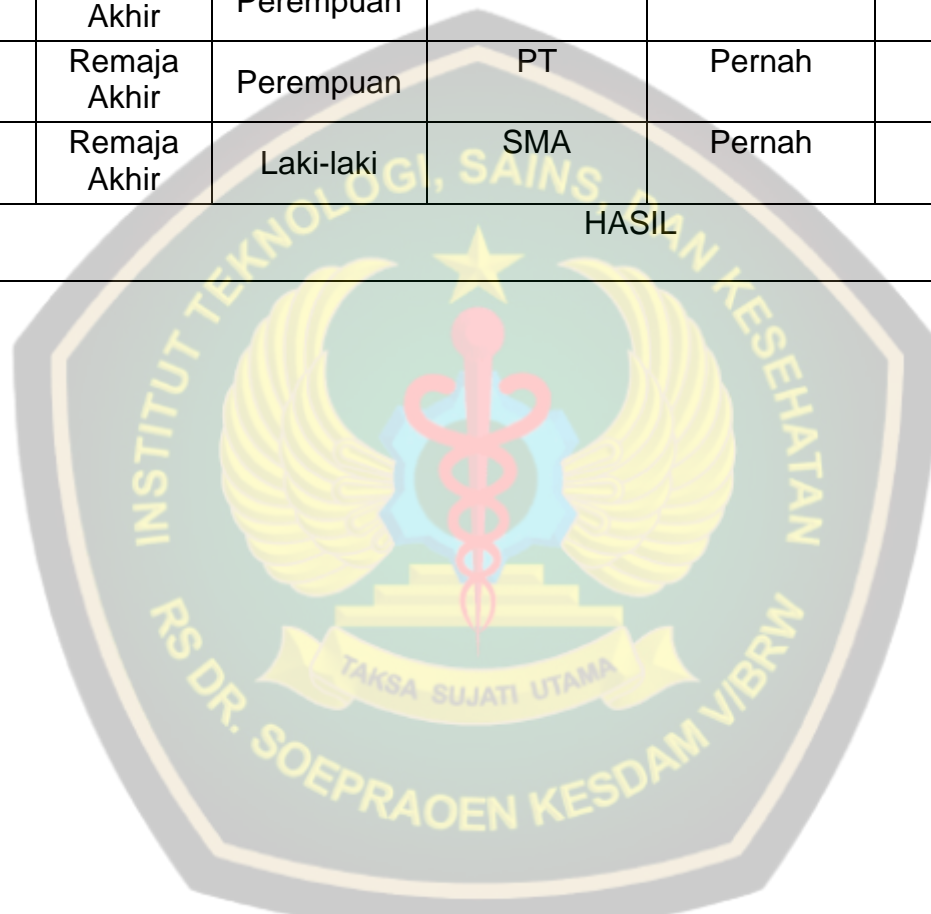 Akhir Perempuan
Remaja Akhir Perempuan PT Pernah
Remaja Akhir Laki-laki SMA Pernah
HASIL
INSTITUT TEKNOLOGI, SAINS, DAN KESEHATAN
TAKSA SUJATI UTAMA
RS DR. SOEPRAOEN KESDAM V/BRW